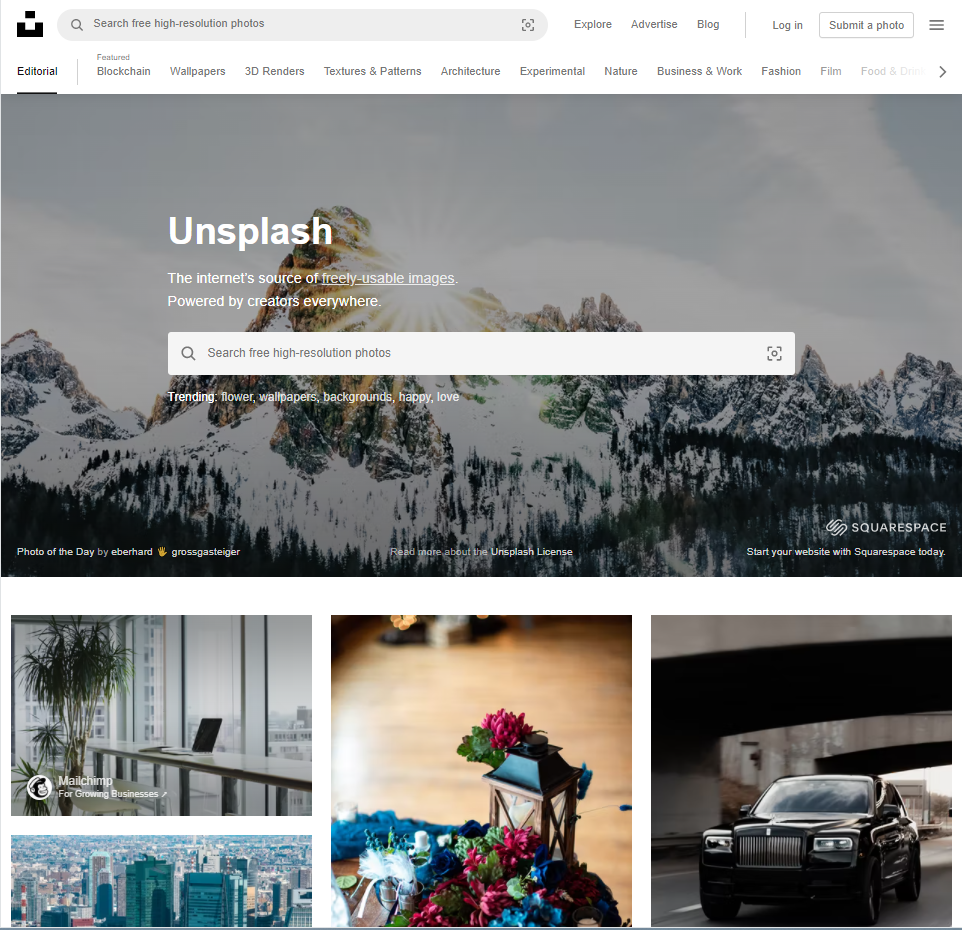 Search free high-resolution photos
Explore
Advertise
Blog
Log in
Submit a photo
Editorial
Featured
Blockchain
Wallpapers
3D Renders
Textures & Patterns
Architecture
Experimental
Nature
Business & Work
Fashion
Film
Food &
Unsplash
The internet's source of freely-usable images.
Powered by creators everywhere.
Search free high-resolution photos
Trending: flower, wallpapers, backgrounds, happy, love
SQUARESPACE
Photo of the Day by eberhard 🖐 grossgasteiger
Read more about the Unsplash License
Start your website with Squarespace today.
Mailchimp
For Growing Businesses ↗